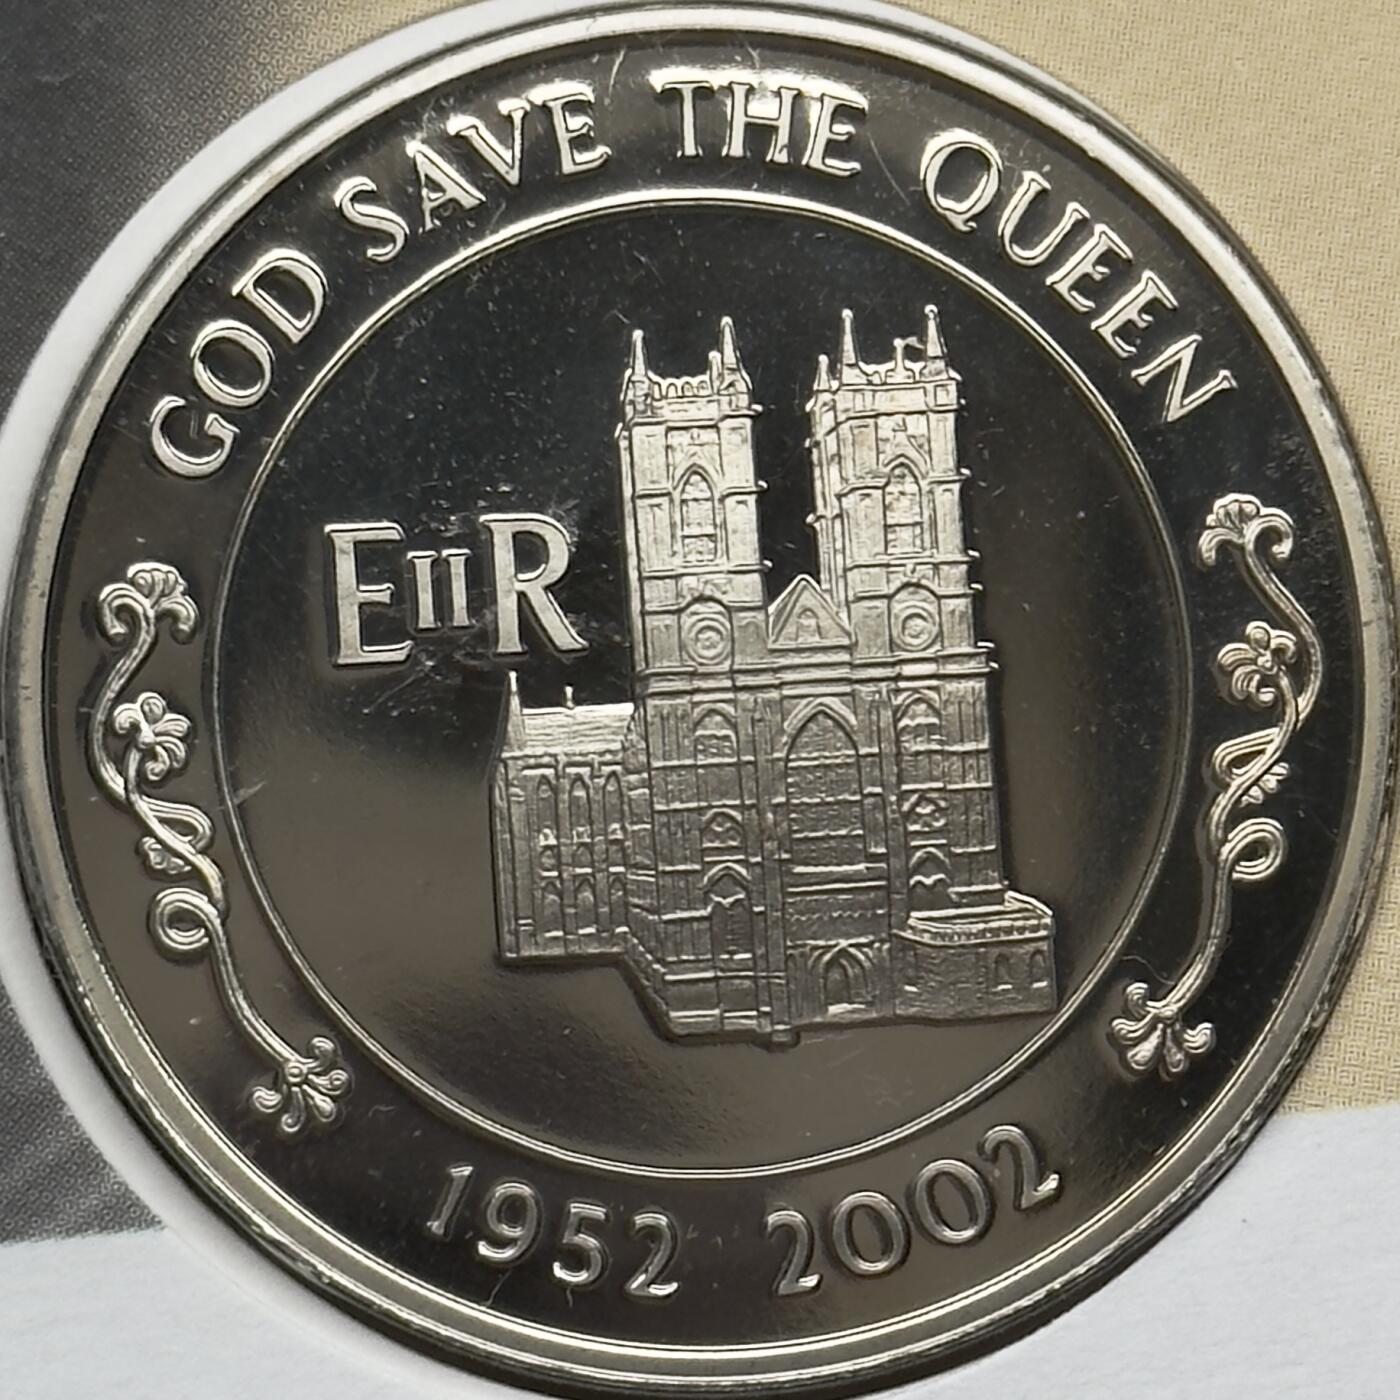 GOD SAVE THE QUEEN
EIIR
1952 2002